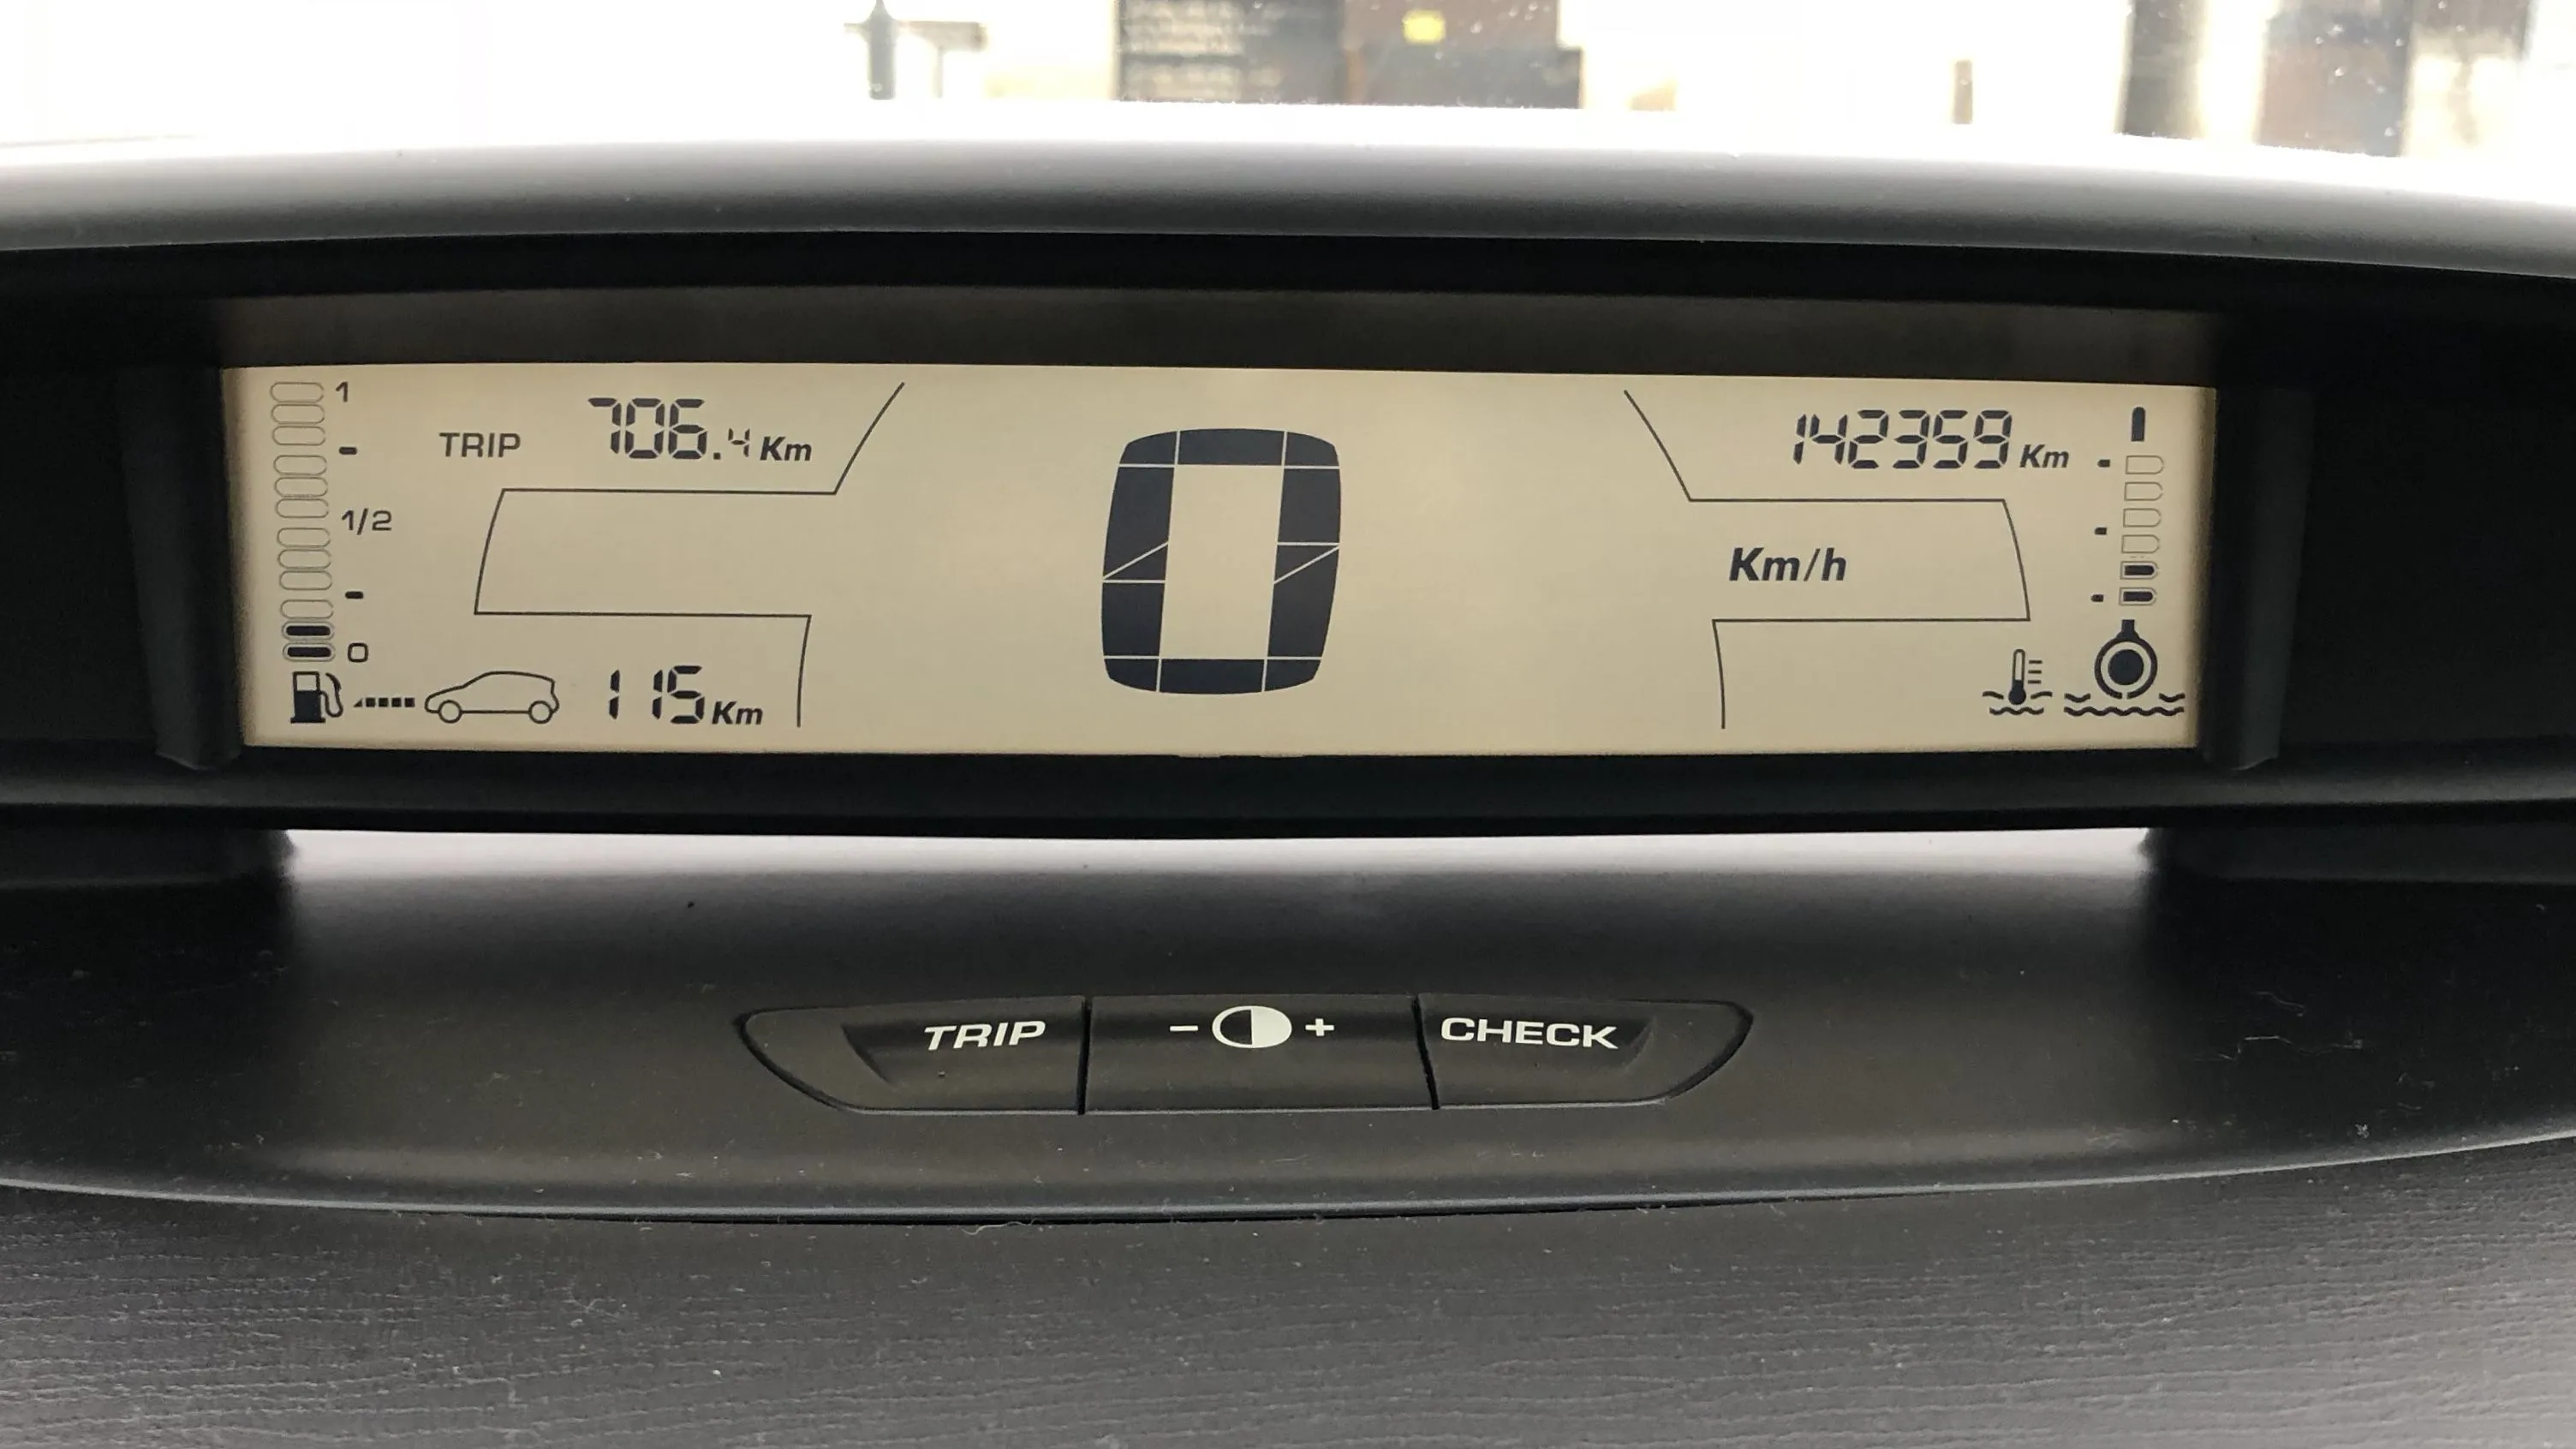 1
TRIP 706.4 Km
142359 Km
1/2
0
Km/h
0
115 Km
TRIP - + CHECK